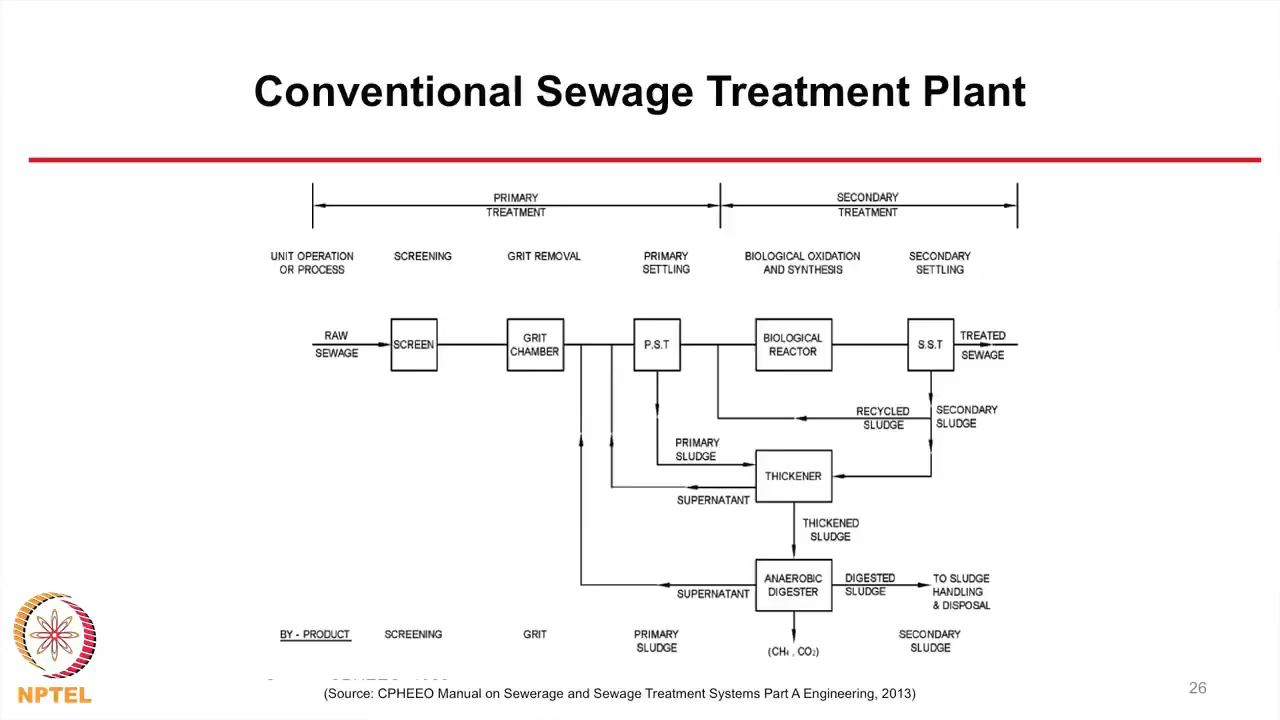 Conventional Sewage Treatment Plant
PRIMARY
TREATMENT
SECONDARY
TREATMENT
UNIT OPERATION
OR PROCESS
SCREENING
GRIT REMOVAL
PRIMARY
SETTLING
BIOLOGICAL OXIDATION
AND SYNTHESIS
SECONDARY
SETTLING
RAW
SEWAGE
SCREEN
GRIT
CHAMBER
P.S.T
BIOLOGICAL
REACTOR
S.S.T
TREATED
SEWAGE
RECYCLED
SLUDGE
SECONDARY
SLUDGE
PRIMARY
SLUDGE
THICKENER
SUPERNATANT
THICKENED
SLUDGE
ANAEROBIC
DIGESTER
DIGESTED
SLUDGE
TO SLUDGE
HANDLING
& DISPOSAL
SUPERNATANT
(CH₄ , CO₂)
BY - PRODUCT
SCREENING
GRIT
PRIMARY
SLUDGE
SECONDARY
SLUDGE
(Source: CPHEEO Manual on Sewerage and Sewage Treatment Systems Part A Engineering, 2013)
26
NPTEL